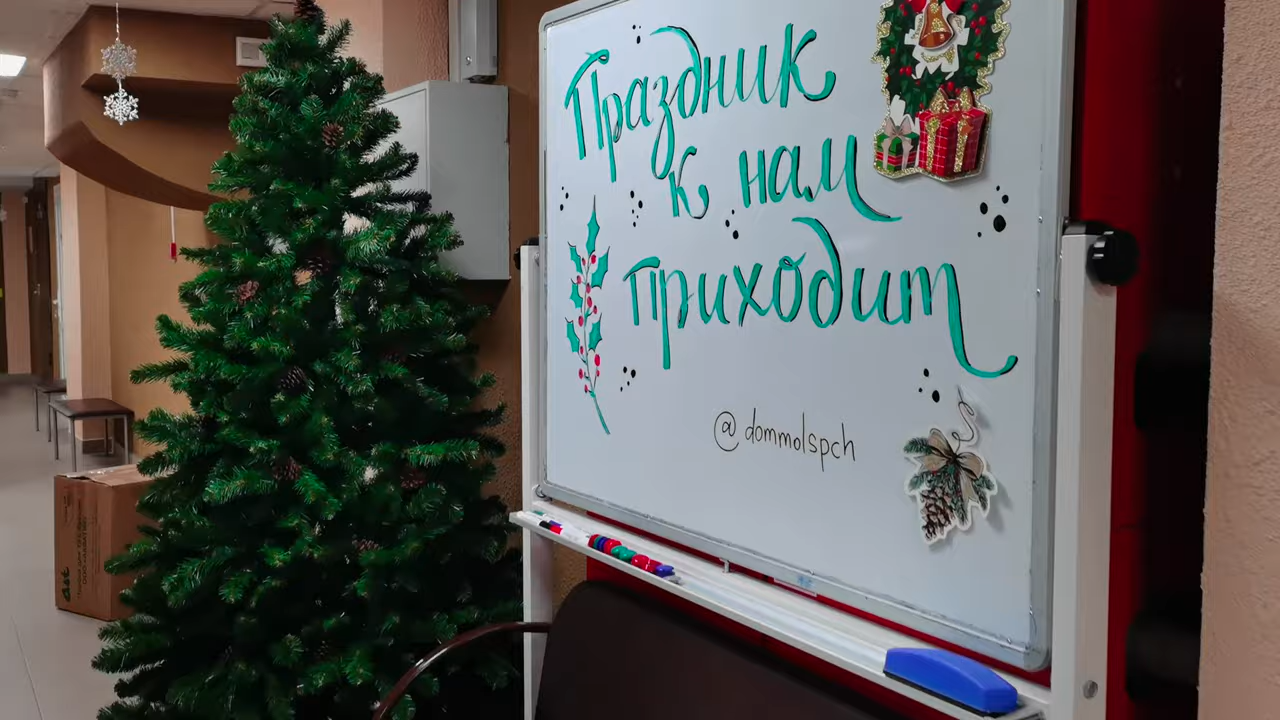 Праздник
к нам
приходит
@dommolspch